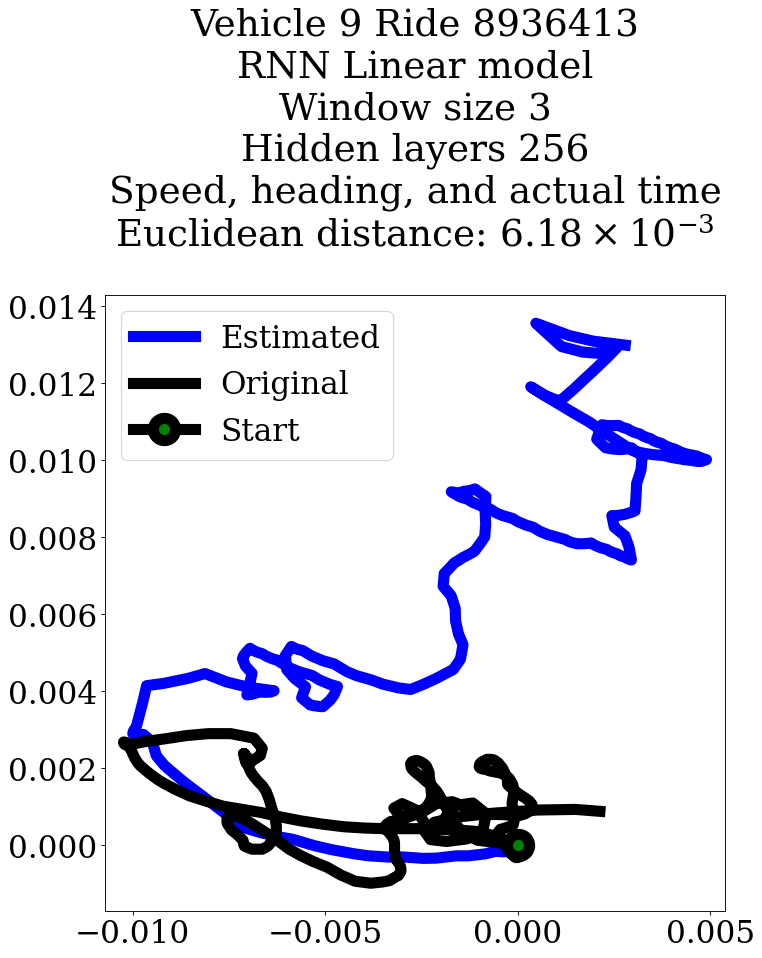 Vehicle 9 Ride 8936413
RNN Linear model
Window size 3
Hidden layers 256
Speed, heading, and actual time
Euclidean distance: 6.18 × 10⁻³
Estimated
Original
Start
0.014
0.012
0.010
0.008
0.006
0.004
0.002
0.000
−0.010 −0.005 0.000 0.005